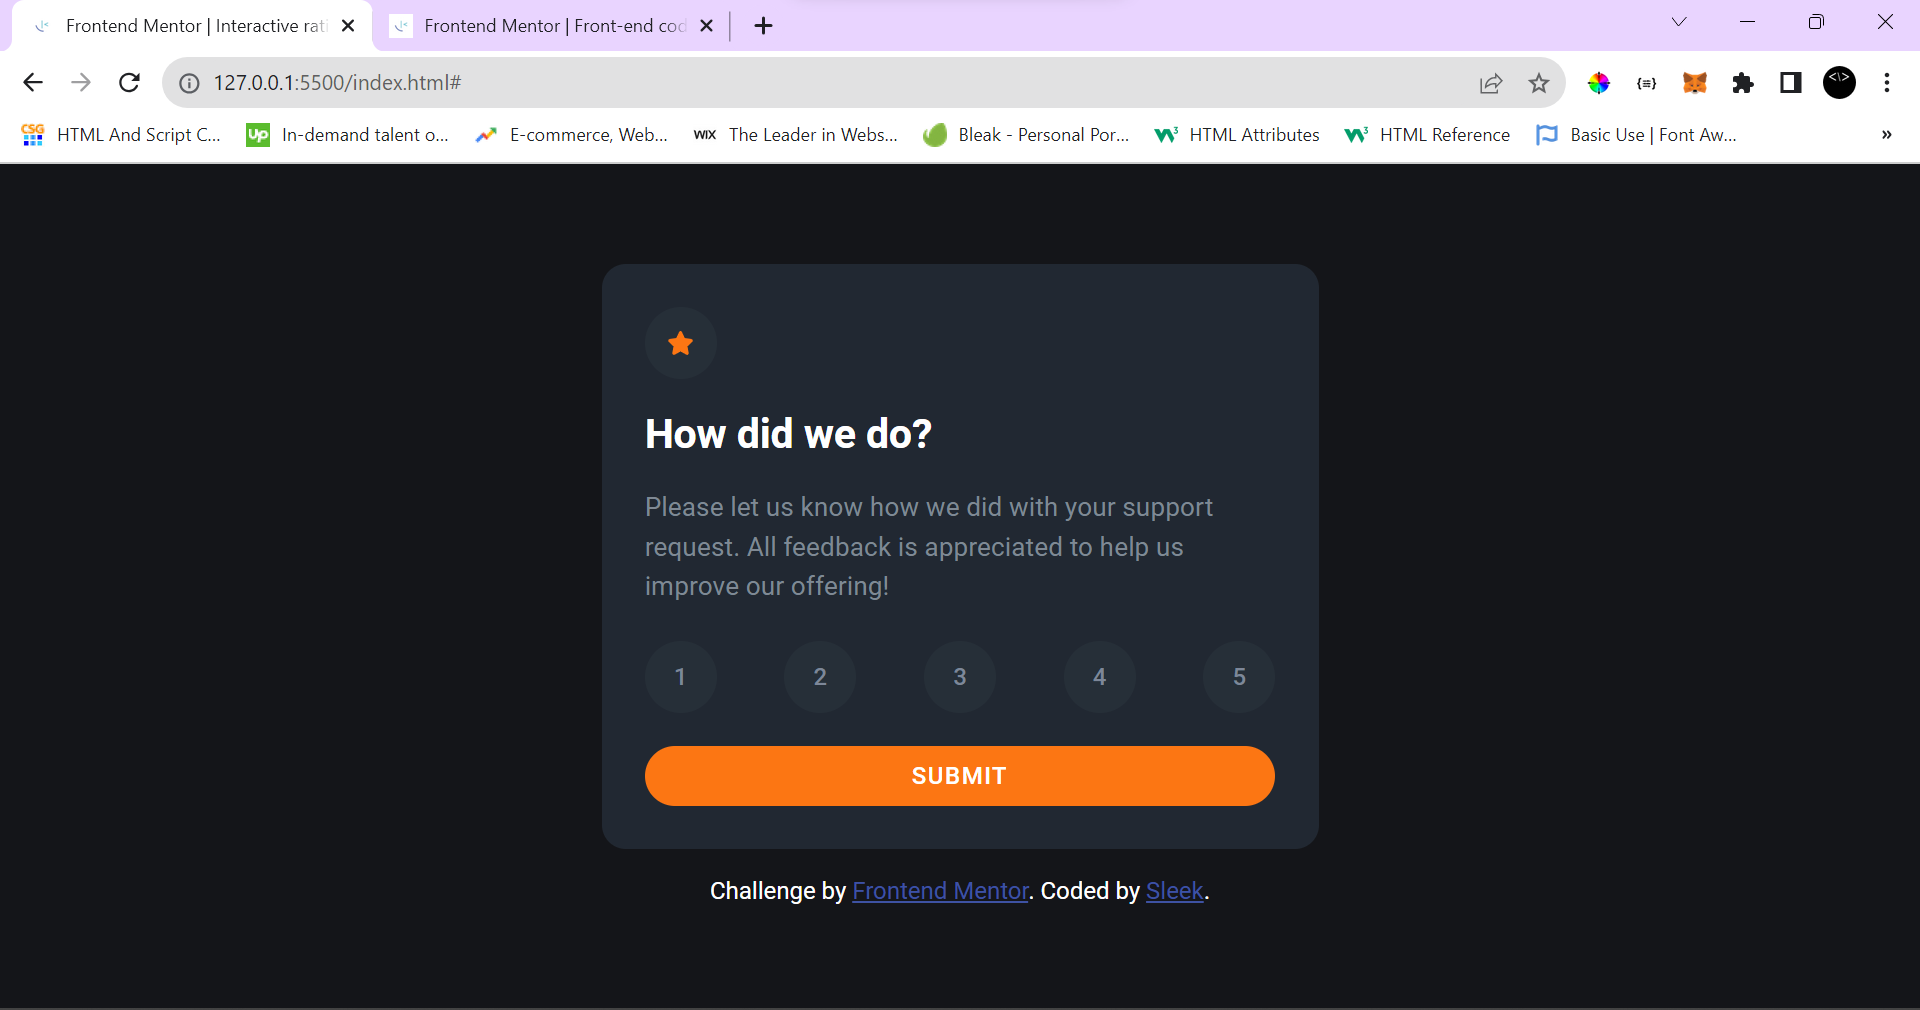 Frontend Mentor | Interactive rati
Frontend Mentor | Front-end cod
127.0.0.1:5500/index.html#
{≡}
<\>
CSG HTML And Script C...
Up In-demand talent o...
E-commerce, Web...
WIX The Leader in Webs...
Bleak - Personal Por...
W3 HTML Attributes
W3 HTML Reference
Basic Use | Font Aw...
»
How did we do?
Please let us know how we did with your support
request. All feedback is appreciated to help us
improve our offering!
1 2 3 4 5
SUBMIT
Challenge by Frontend Mentor. Coded by Sleek.